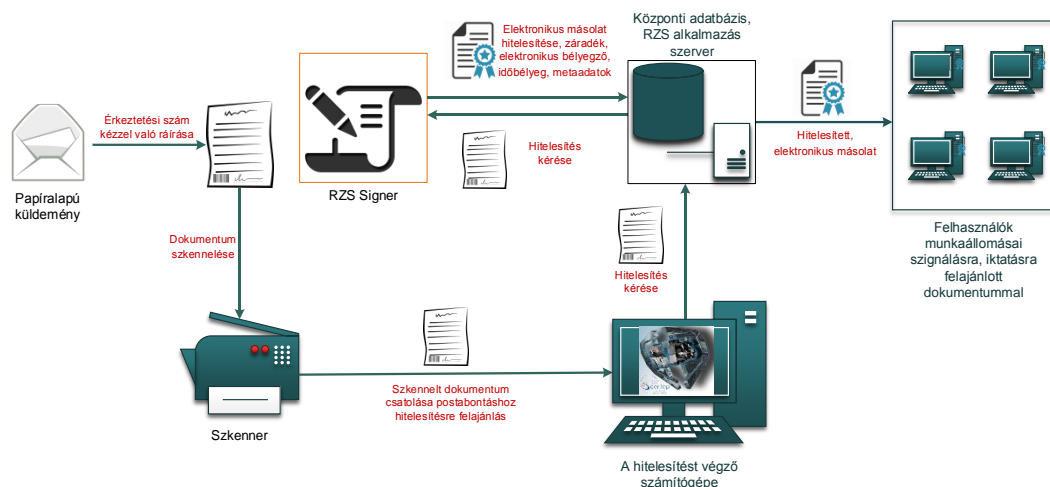 Papíralapú
küldemény
Érkeztetési szám
kézzel való ráírása
Dokumentum
szkennelése
Szkenner
Szkennelt dokumentum
csatolása postabontáshoz
hitelesítésre felajánlás
A hitelesítést végző
számítógépe
Hitelesítés
kérése
Központi adatbázis,
RZS alkalmazás
szerver
Hitelesítés
kérése
RZS Signer
Elektronikus másolat
hitelesítése, záradék,
elektronikus bélyegző,
időbélyeg, metaadatok
Hitelesített,
elektronikus másolat
Felhasználók
munkaállomásai
szignálásra, iktatásra
felajánlott
dokumentummal